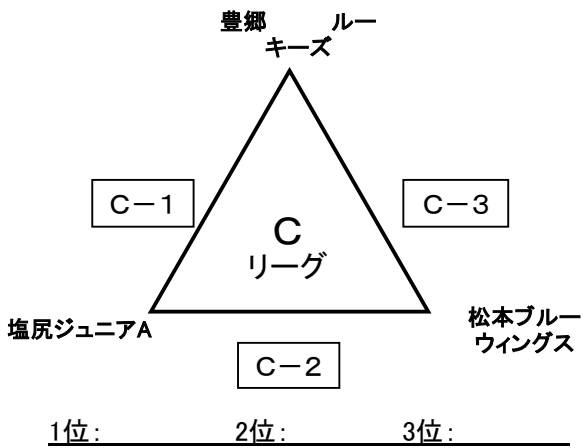 豊郷　　　ルー
キーズ
C－1
C－3
C
リーグ
塩尻ジュニアA
松本ブルー
ウィングス
C－2
1位：　2位：　3位：